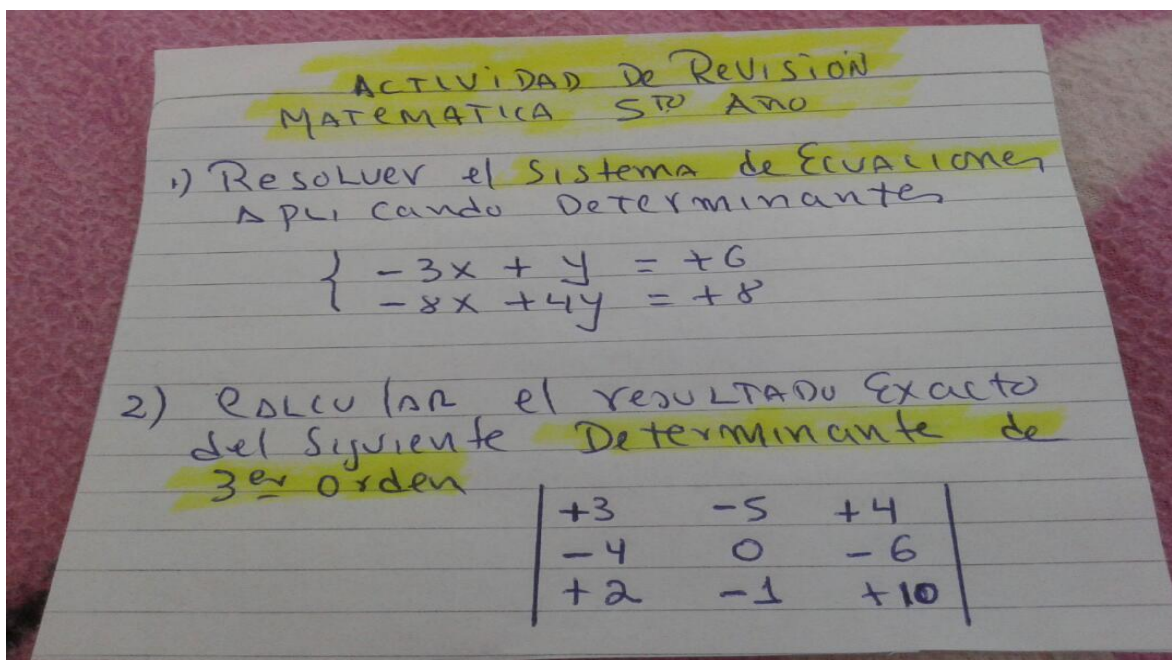 ACTIVIDAD De ReVISIÓN
MATeMATICA 5TO AÑO
1) ResoLver el SIStemA de ECUACIones
APLICando DeTerminantes
{ -3x + y = +6
-8x +4y = +8
2) CALCULAR el resULTADO Exacto
del Siguiente Determinante de
3er orden
| +3 -5 +4 |
| -4 0 -6 |
| +2 -1 +10 |